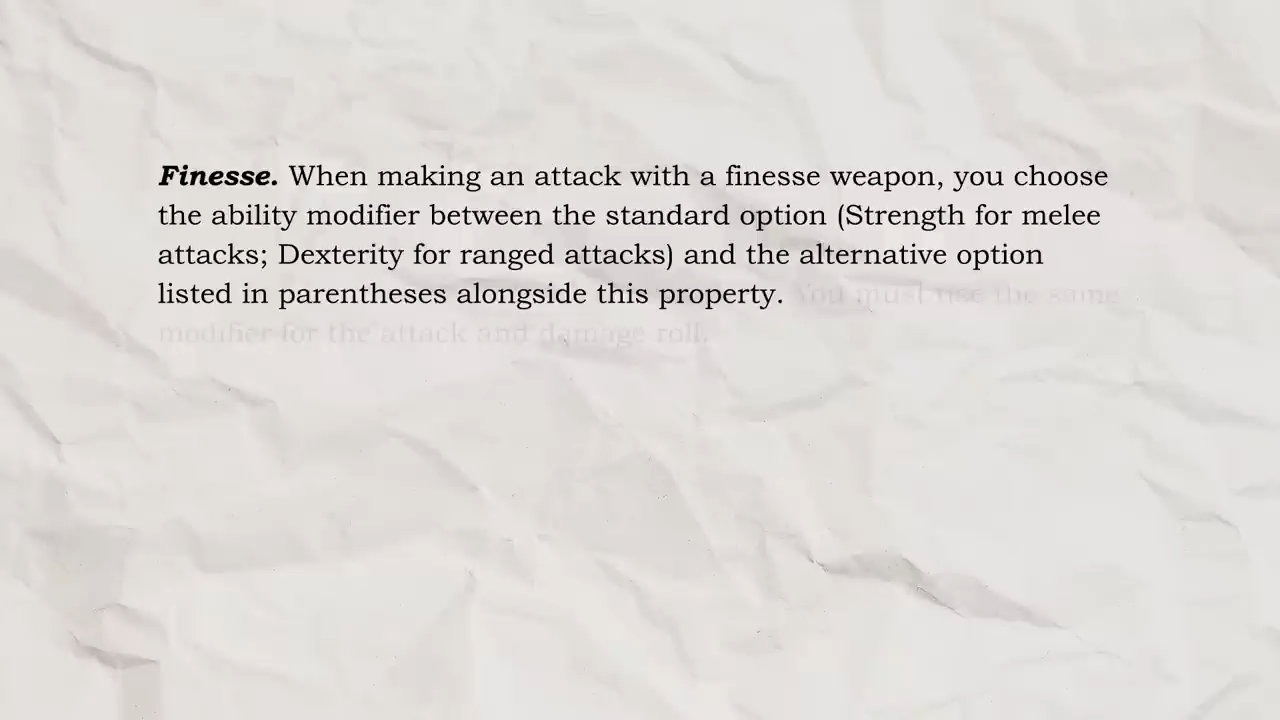 Finesse. When making an attack with a finesse weapon, you choose
the ability modifier between the standard option (Strength for melee
attacks; Dexterity for ranged attacks) and the alternative option
listed in parentheses alongside this property. You must use the same
modifier for the attack and damage roll.